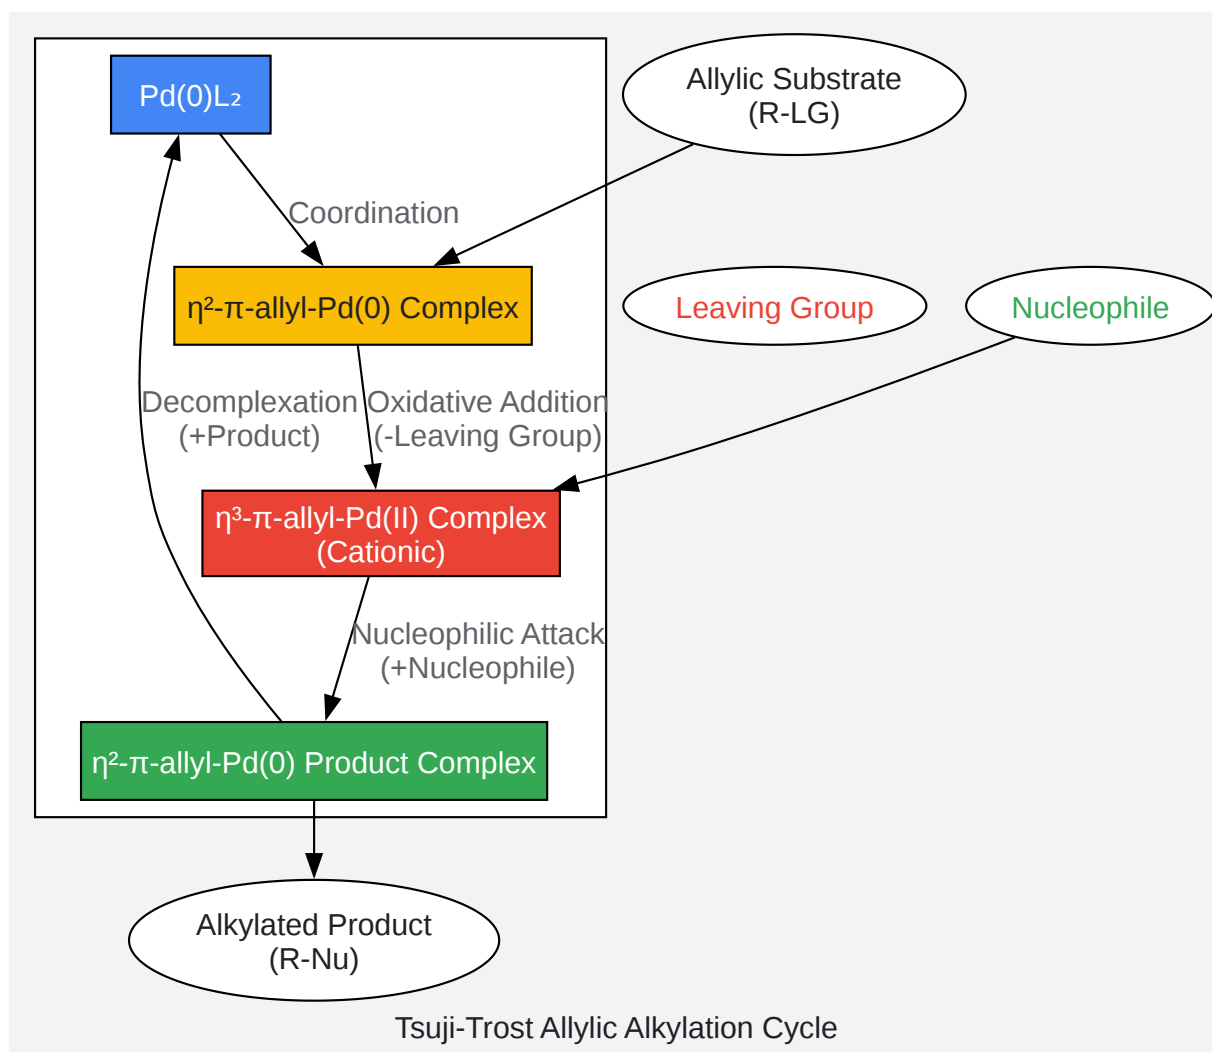 Pd(0)L₂
Allylic Substrate
(R-LG)
Coordination
η²-π-allyl-Pd(0) Complex
Leaving Group
Nucleophile
Decomplexation
(+Product)
Oxidative Addition
(-Leaving Group)
η³-π-allyl-Pd(II) Complex
(Cationic)
Nucleophilic Attack
(+Nucleophile)
η²-π-allyl-Pd(0) Product Complex
Alkylated Product
(R-Nu)
Tsuji-Trost Allylic Alkylation Cycle